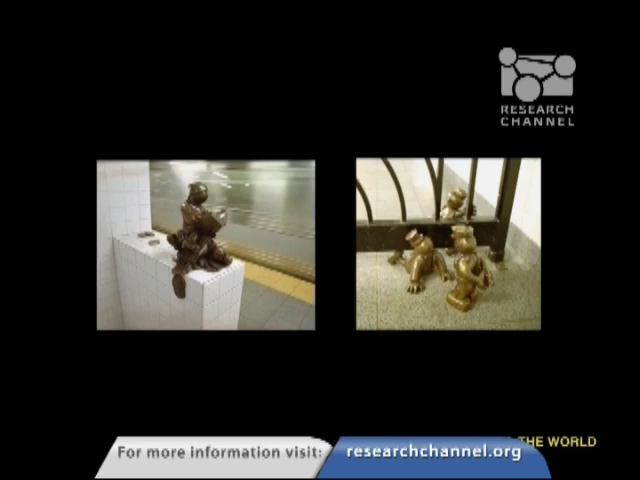 RESEARCH
CHANNEL
THE WORLD
For more information visit:
researchchannel.org